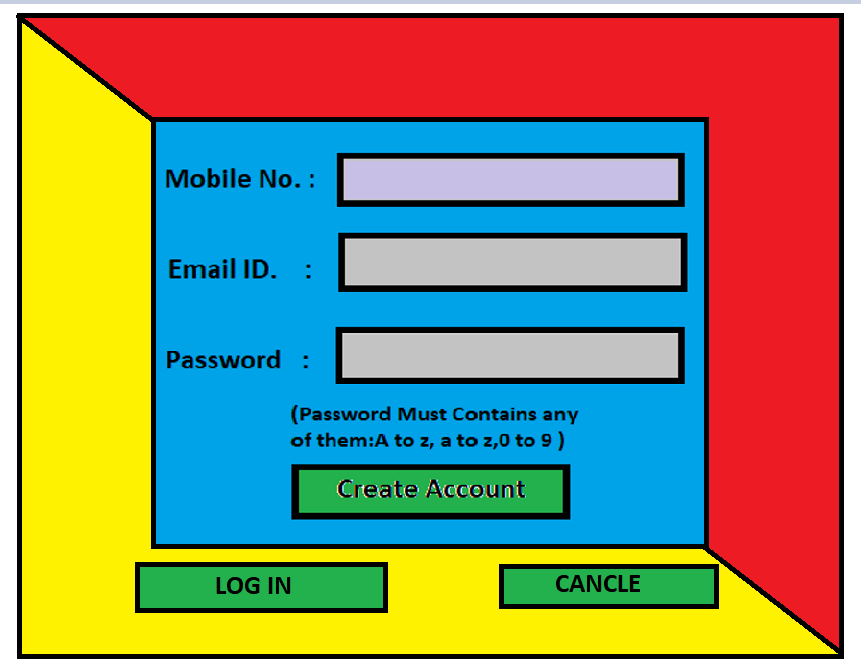 Mobile No. :
Email ID. :
Password :
(Password Must Contains any
of them:A to z, a to z,0 to 9 )
Create Account
LOG IN
CANCLE